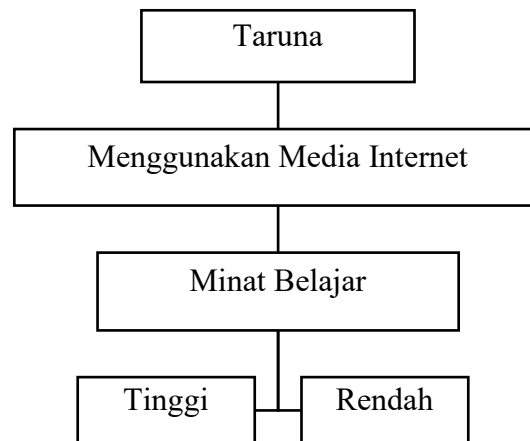 Taruna
Menggunakan Media Internet
Minat Belajar
Tinggi
Rendah